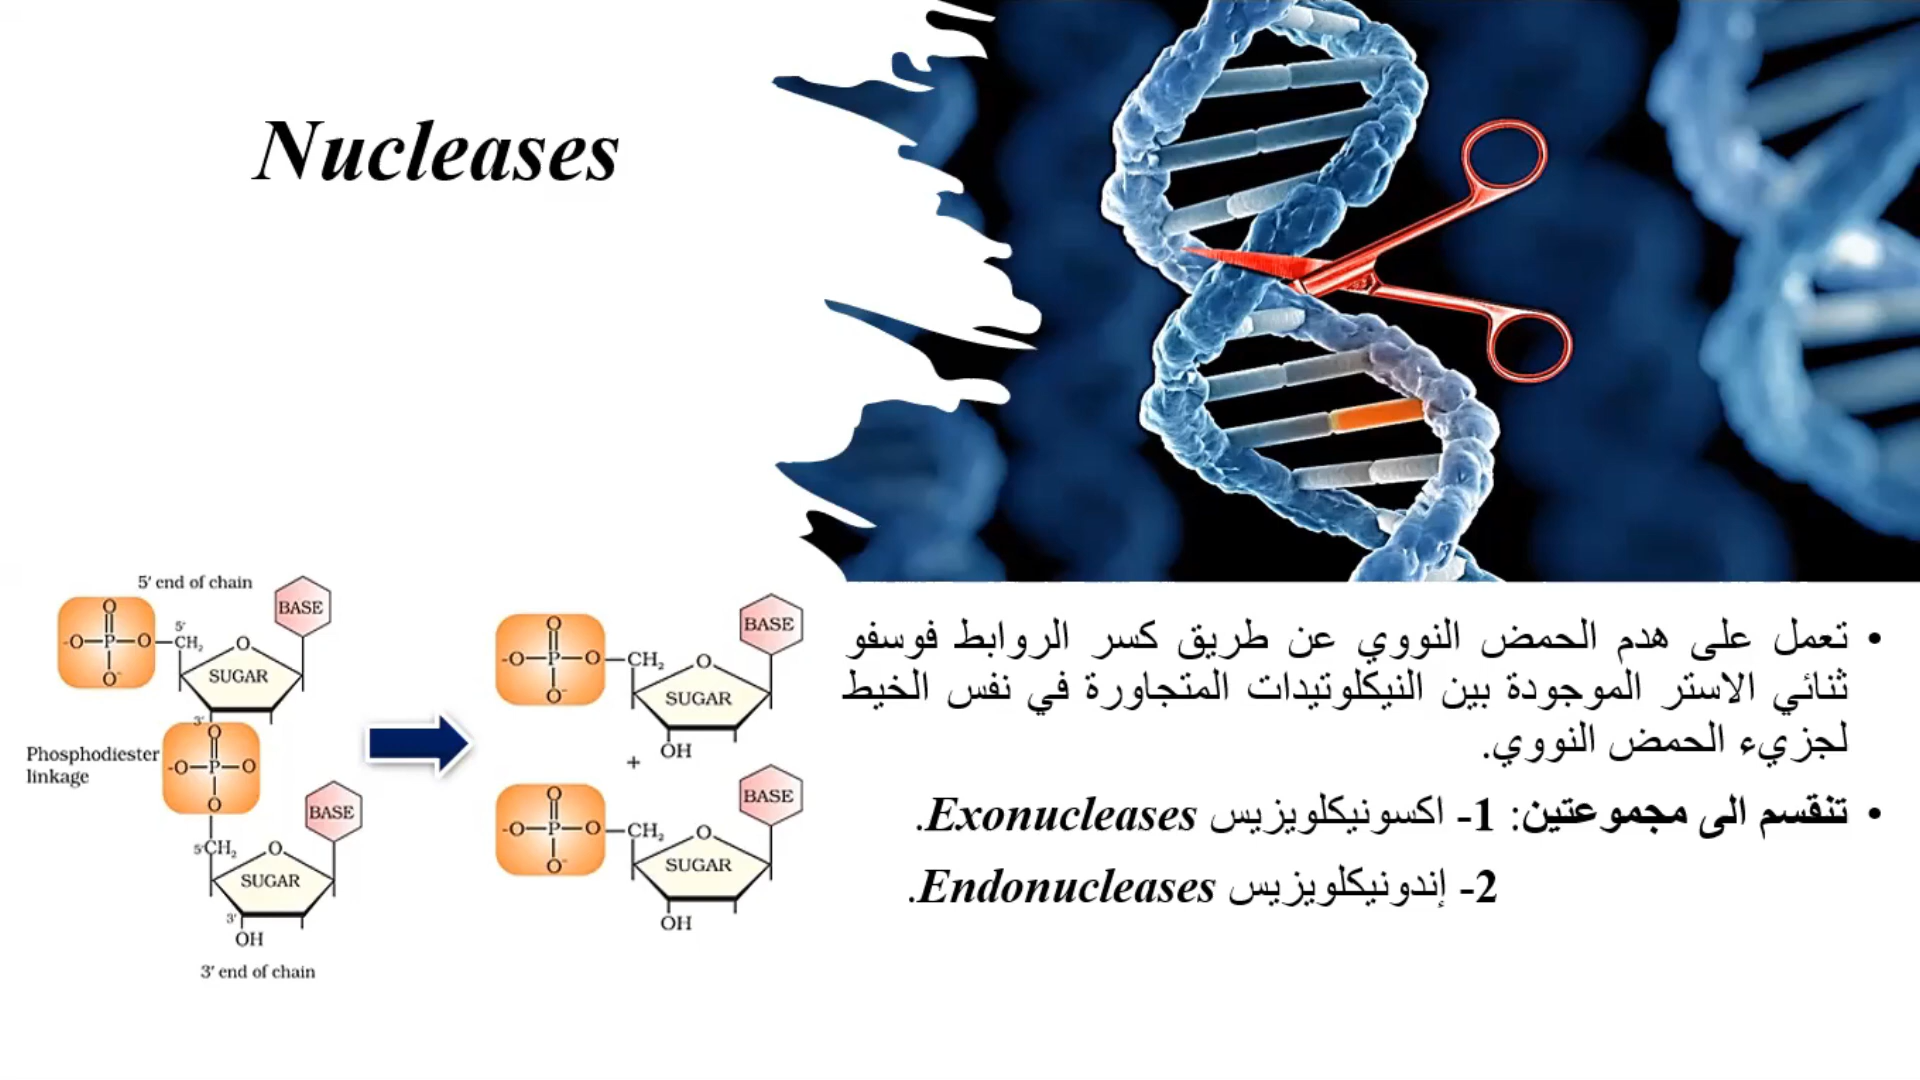 Nucleases
• تعمل على هدم الحمض النووي عن طريق كسر الروابط فوسفو
ثنائي الاستر الموجودة بين النيكلوتيدات المتجاورة في نفس الخيط
لجزيء الحمض النووي.
• تنقسم الى مجموعتين: 1- اكسونيكلويزيس Exonucleases.
2- إندونيكلويزيس Endonucleases.
5' end of chain
BASE
O
-O—P—O—CH₂
5'
O
O⁻
SUGAR
3'
O
Phosphodiester
linkage
-O—P—O
O
BASE
5'CH₂
O
SUGAR
3'
OH
3' end of chain
BASE
O
-O—P—O—CH₂
O
O⁻
SUGAR
OH
+
BASE
O
-O—P—O—CH₂
O
O⁻
SUGAR
OH